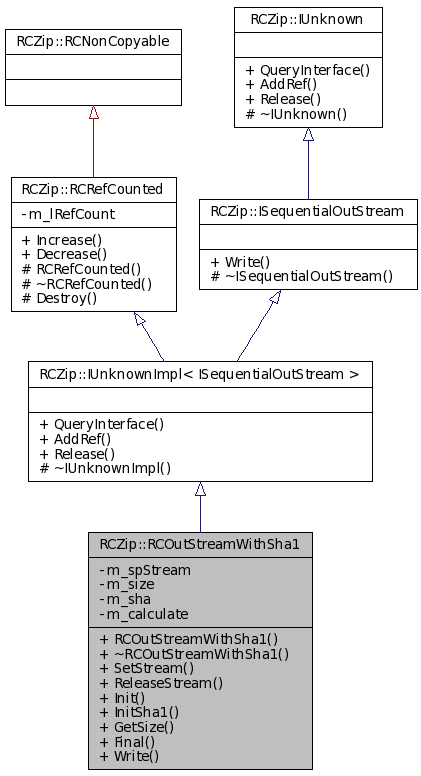 RCZip::IUnknown
+ QueryInterface()
+ AddRef()
+ Release()
# ~IUnknown()
RCZip::RCNonCopyable
RCZip::RCRefCounted
- m_lRefCount
+ Increase()
+ Decrease()
# RCRefCounted()
# ~RCRefCounted()
# Destroy()
RCZip::ISequentialOutStream
+ Write()
# ~ISequentialOutStream()
RCZip::IUnknownImpl< ISequentialOutStream >
+ QueryInterface()
+ AddRef()
+ Release()
# ~IUnknownImpl()
RCZip::RCOutStreamWithSha1
- m_spStream
- m_size
- m_sha
- m_calculate
+ RCOutStreamWithSha1()
+ ~RCOutStreamWithSha1()
+ SetStream()
+ ReleaseStream()
+ Init()
+ InitSha1()
+ GetSize()
+ Final()
+ Write()